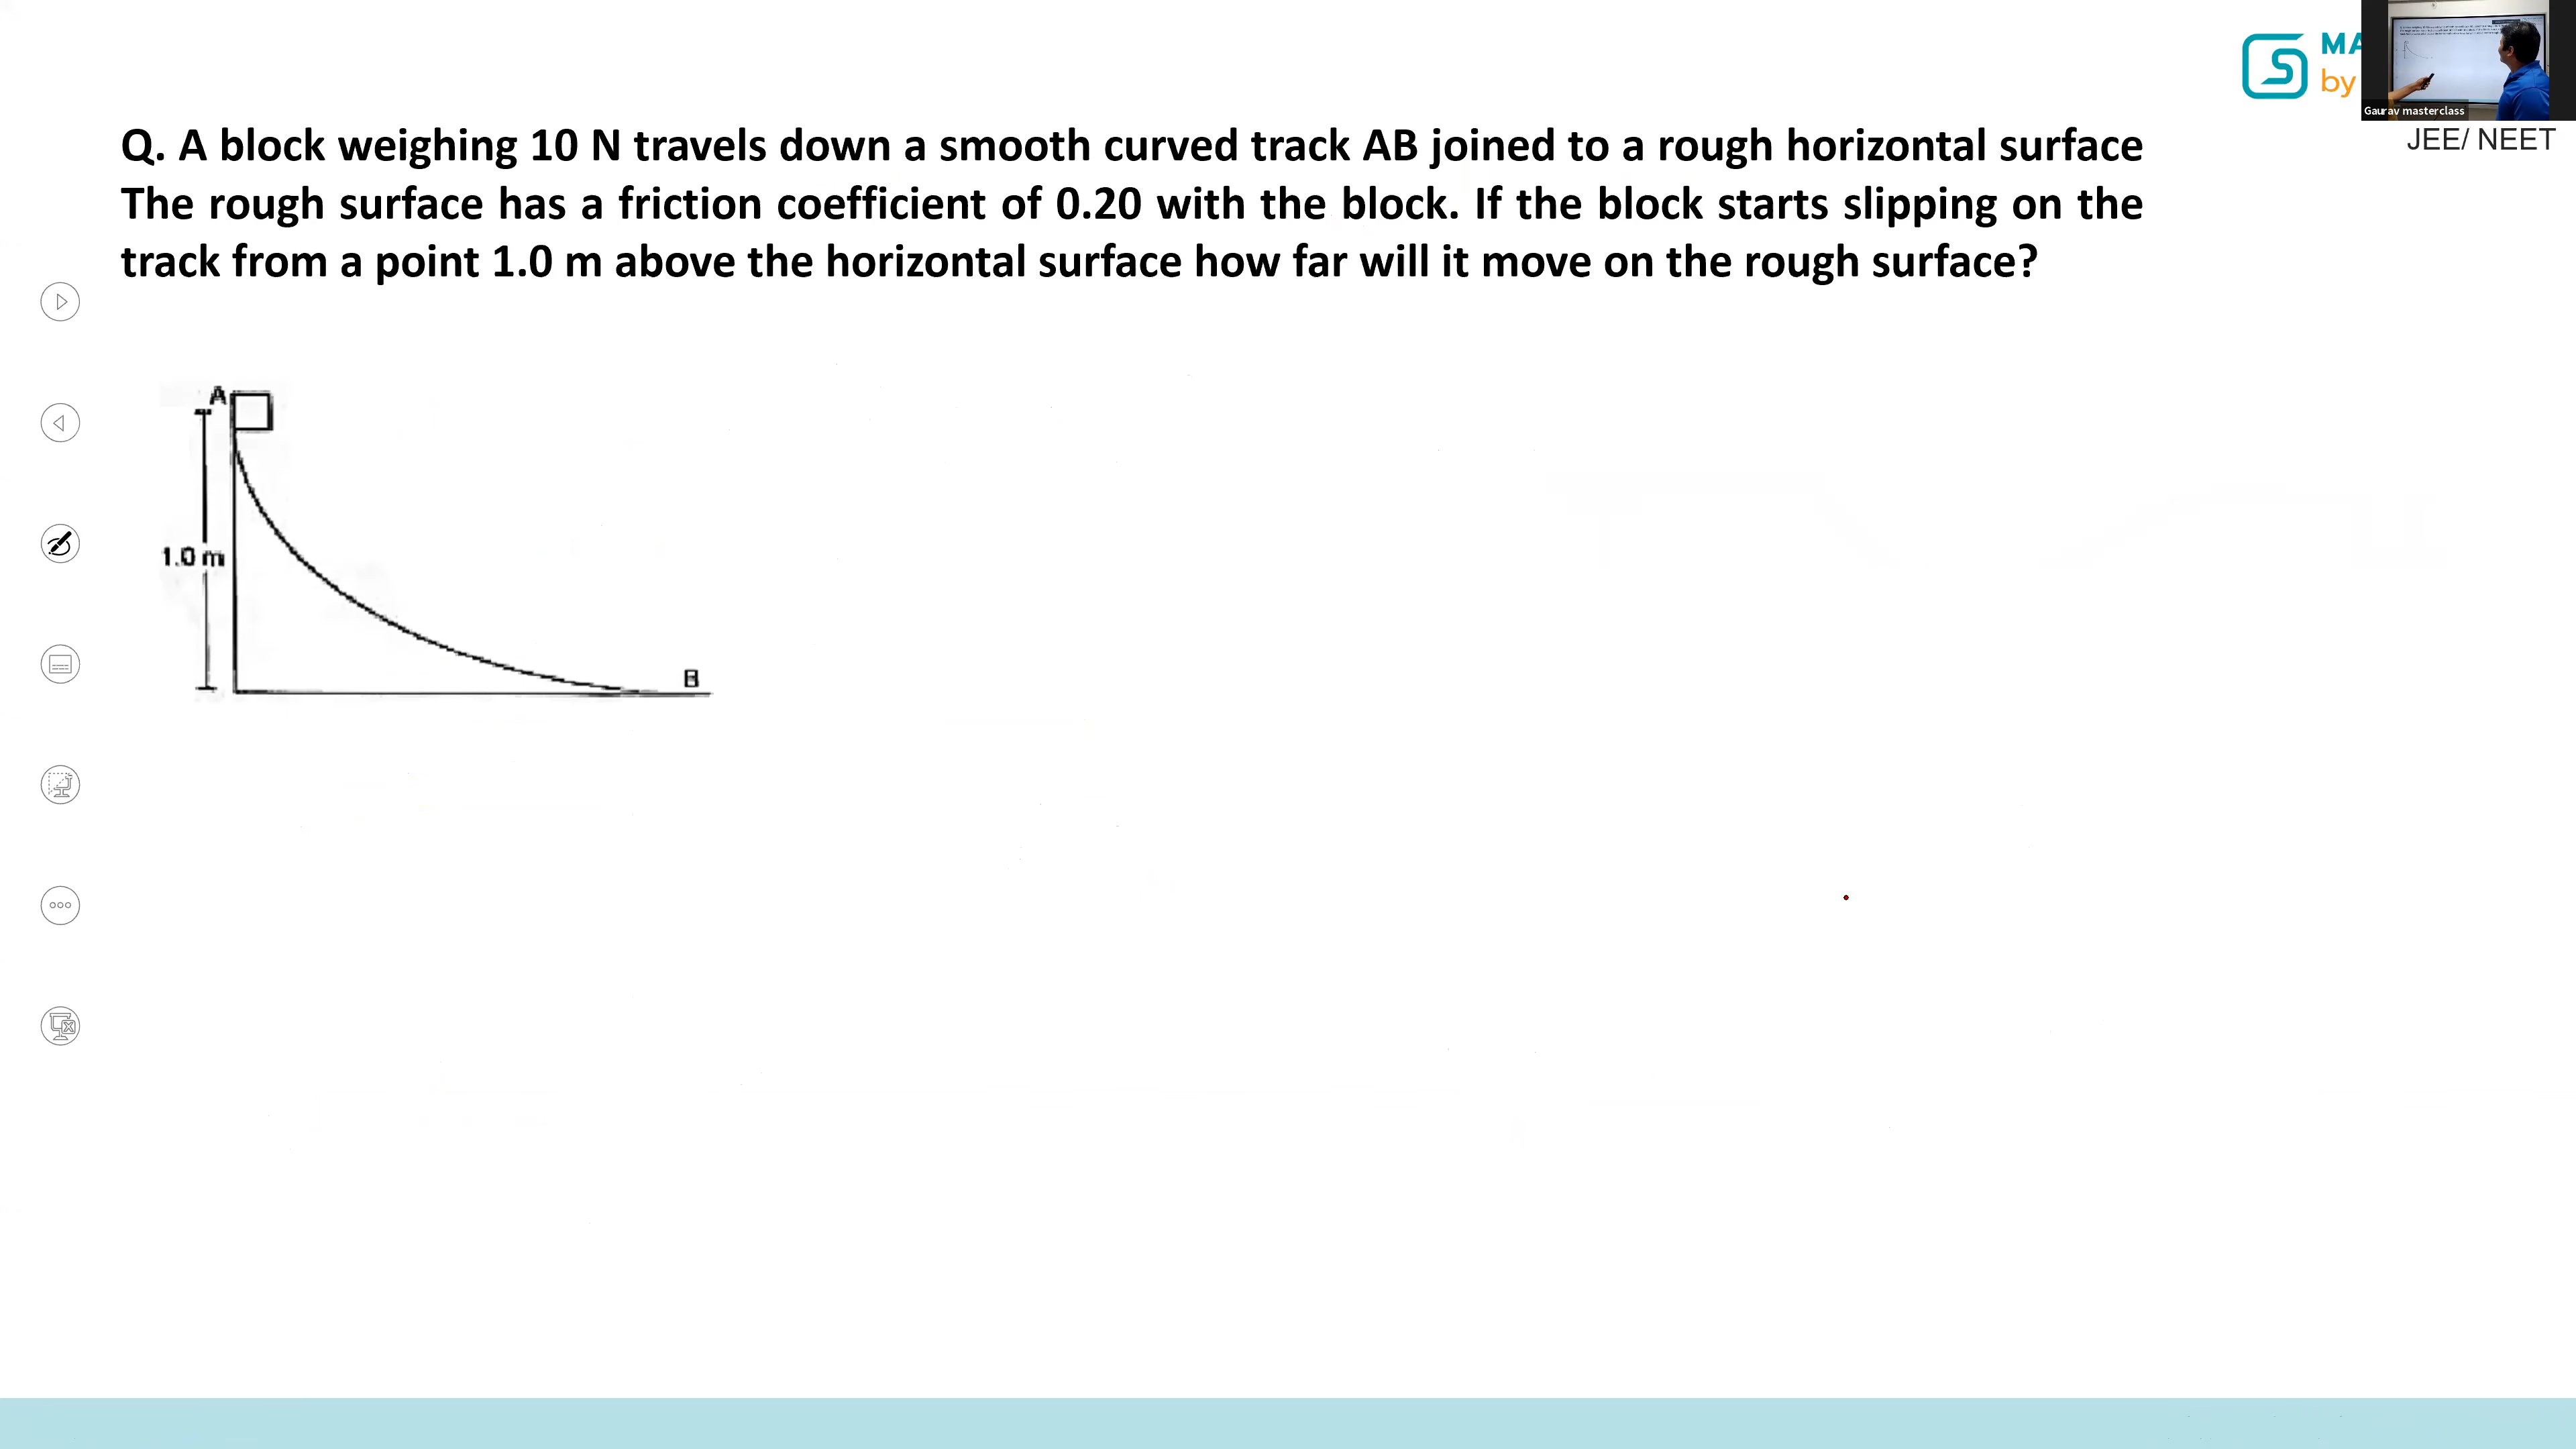 MA
by
Gaurav masterclass
JEE/ NEET
Q. A block weighing 10 N travels down a smooth curved track AB joined to a rough horizontal surface
The rough surface has a friction coefficient of 0.20 with the block. If the block starts slipping on the
track from a point 1.0 m above the horizontal surface how far will it move on the rough surface?
A
1.0 m
B